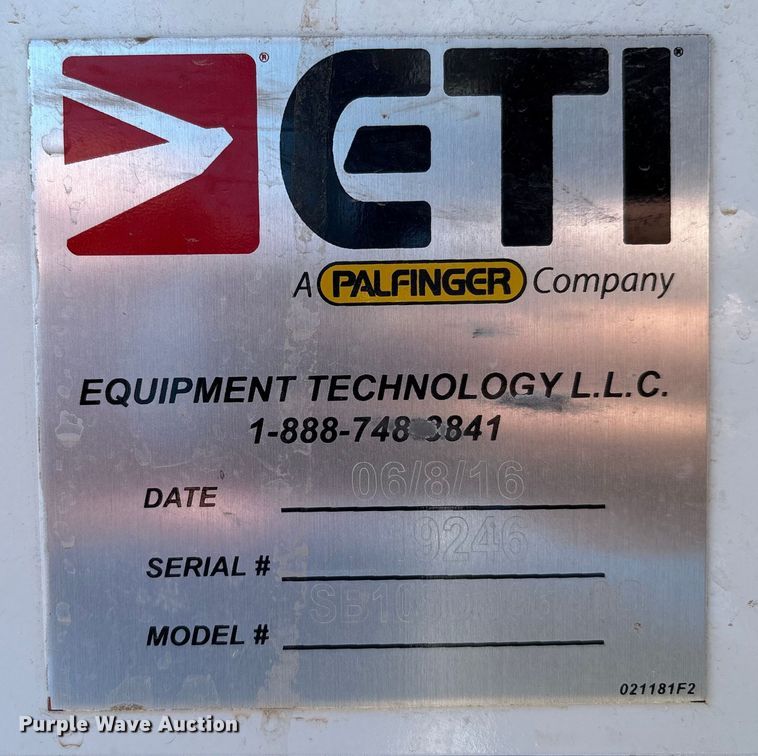 ETI
A PALFINGER Company
EQUIPMENT TECHNOLOGY L.L.C.
1-888-748-3841
DATE 06/8/16
SERIAL # 19246
MODEL #
021181F2
Purple Wave Auction